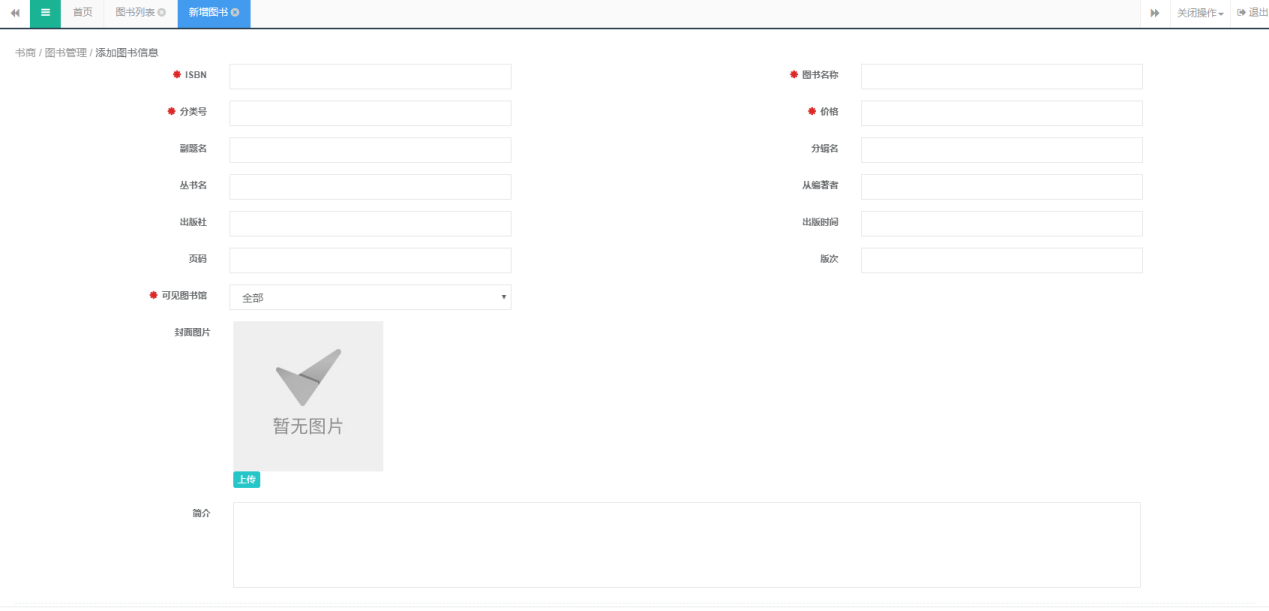 首页 图书列表 新增图书 关闭操作 退出
书商 / 图书管理 / 添加图书信息
ISBN 图书名称
分类号 价格
副题名 分辑名
丛书名 从编著者
出版社 出版时间
页码 版次
可见图书馆 全部
封面图片
暂无图片
上传
简介